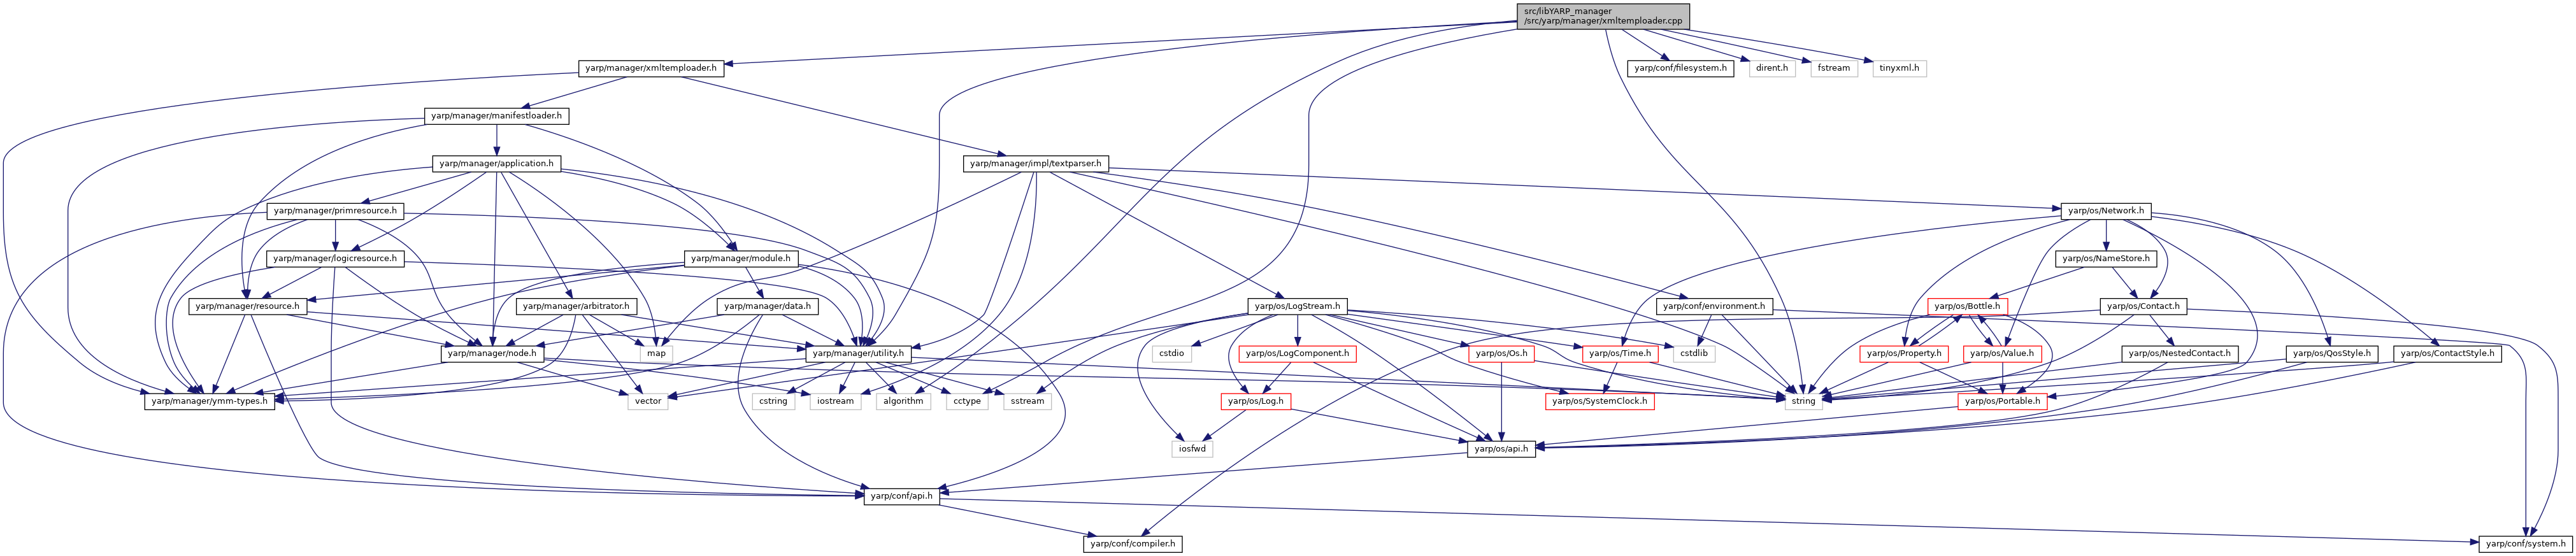 src/libYARP_manager
/src/yarp/manager/xmltemploader.cpp
yarp/manager/xmltemploader.h
yarp/conf/filesystem.h
dirent.h
fstream
tinyxml.h
yarp/manager/manifestloader.h
yarp/manager/application.h
yarp/manager/impl/textparser.h
yarp/manager/primresource.h
yarp/os/Network.h
yarp/manager/logicresource.h
yarp/manager/module.h
yarp/os/NameStore.h
yarp/manager/resource.h
yarp/manager/arbitrator.h
yarp/manager/data.h
yarp/os/LogStream.h
yarp/conf/environment.h
yarp/os/Bottle.h
yarp/os/Contact.h
yarp/manager/node.h
map
yarp/manager/utility.h
cstdio
yarp/os/LogComponent.h
yarp/os/Os.h
yarp/os/Time.h
cstdlib
yarp/os/Property.h
yarp/os/Value.h
yarp/os/NestedContact.h
yarp/os/QosStyle.h
yarp/os/ContactStyle.h
yarp/manager/ymm-types.h
vector
cstring
iostream
algorithm
cctype
sstream
yarp/os/Log.h
yarp/os/SystemClock.h
string
yarp/os/Portable.h
iosfwd
yarp/os/api.h
yarp/conf/api.h
yarp/conf/compiler.h
yarp/conf/system.h